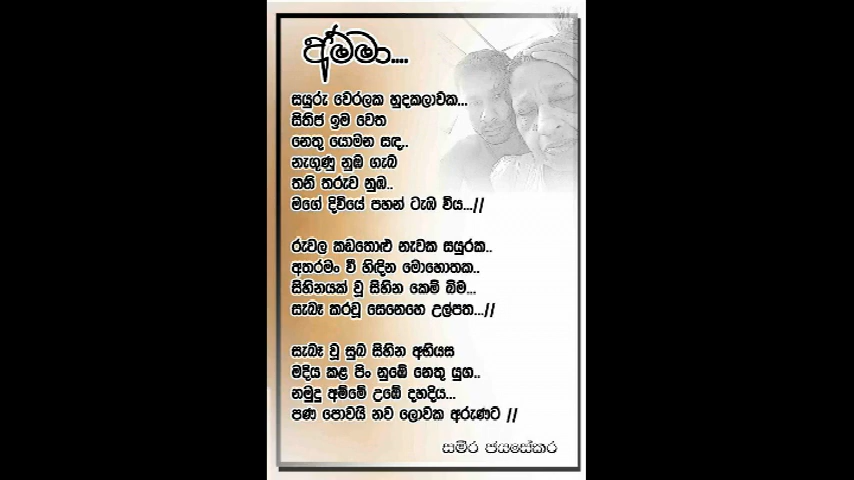 අම්මා....
සයුරු වෙරලක හුදකලාවක...
සිතිජ ඉම වෙත
නෙතු යොමන සඳ..
නැගුණු නුඹ ගැබ
තනි තරුව නුඹ..
මගේ දිවියේ පහන් ටැඹ විය...//
රුවල කඩතොළු නැවක සයුරක..
අතරමං වී හිඳින මොහොතක..
සිහිනයක් වූ සිහින කෙම් බිම...
සැබෑ කරවූ සෙනෙහෙ උල්පත...//
සැබෑ වූ සුබ සිහින අභියස
මදිය කළ පිං නුඹේ නෙතු යුග..
නමුදු අම්මේ උඹේ දහදිය...
පණ පොවයි නව ලොවක අරුණට //
සමීර ජයසේකර